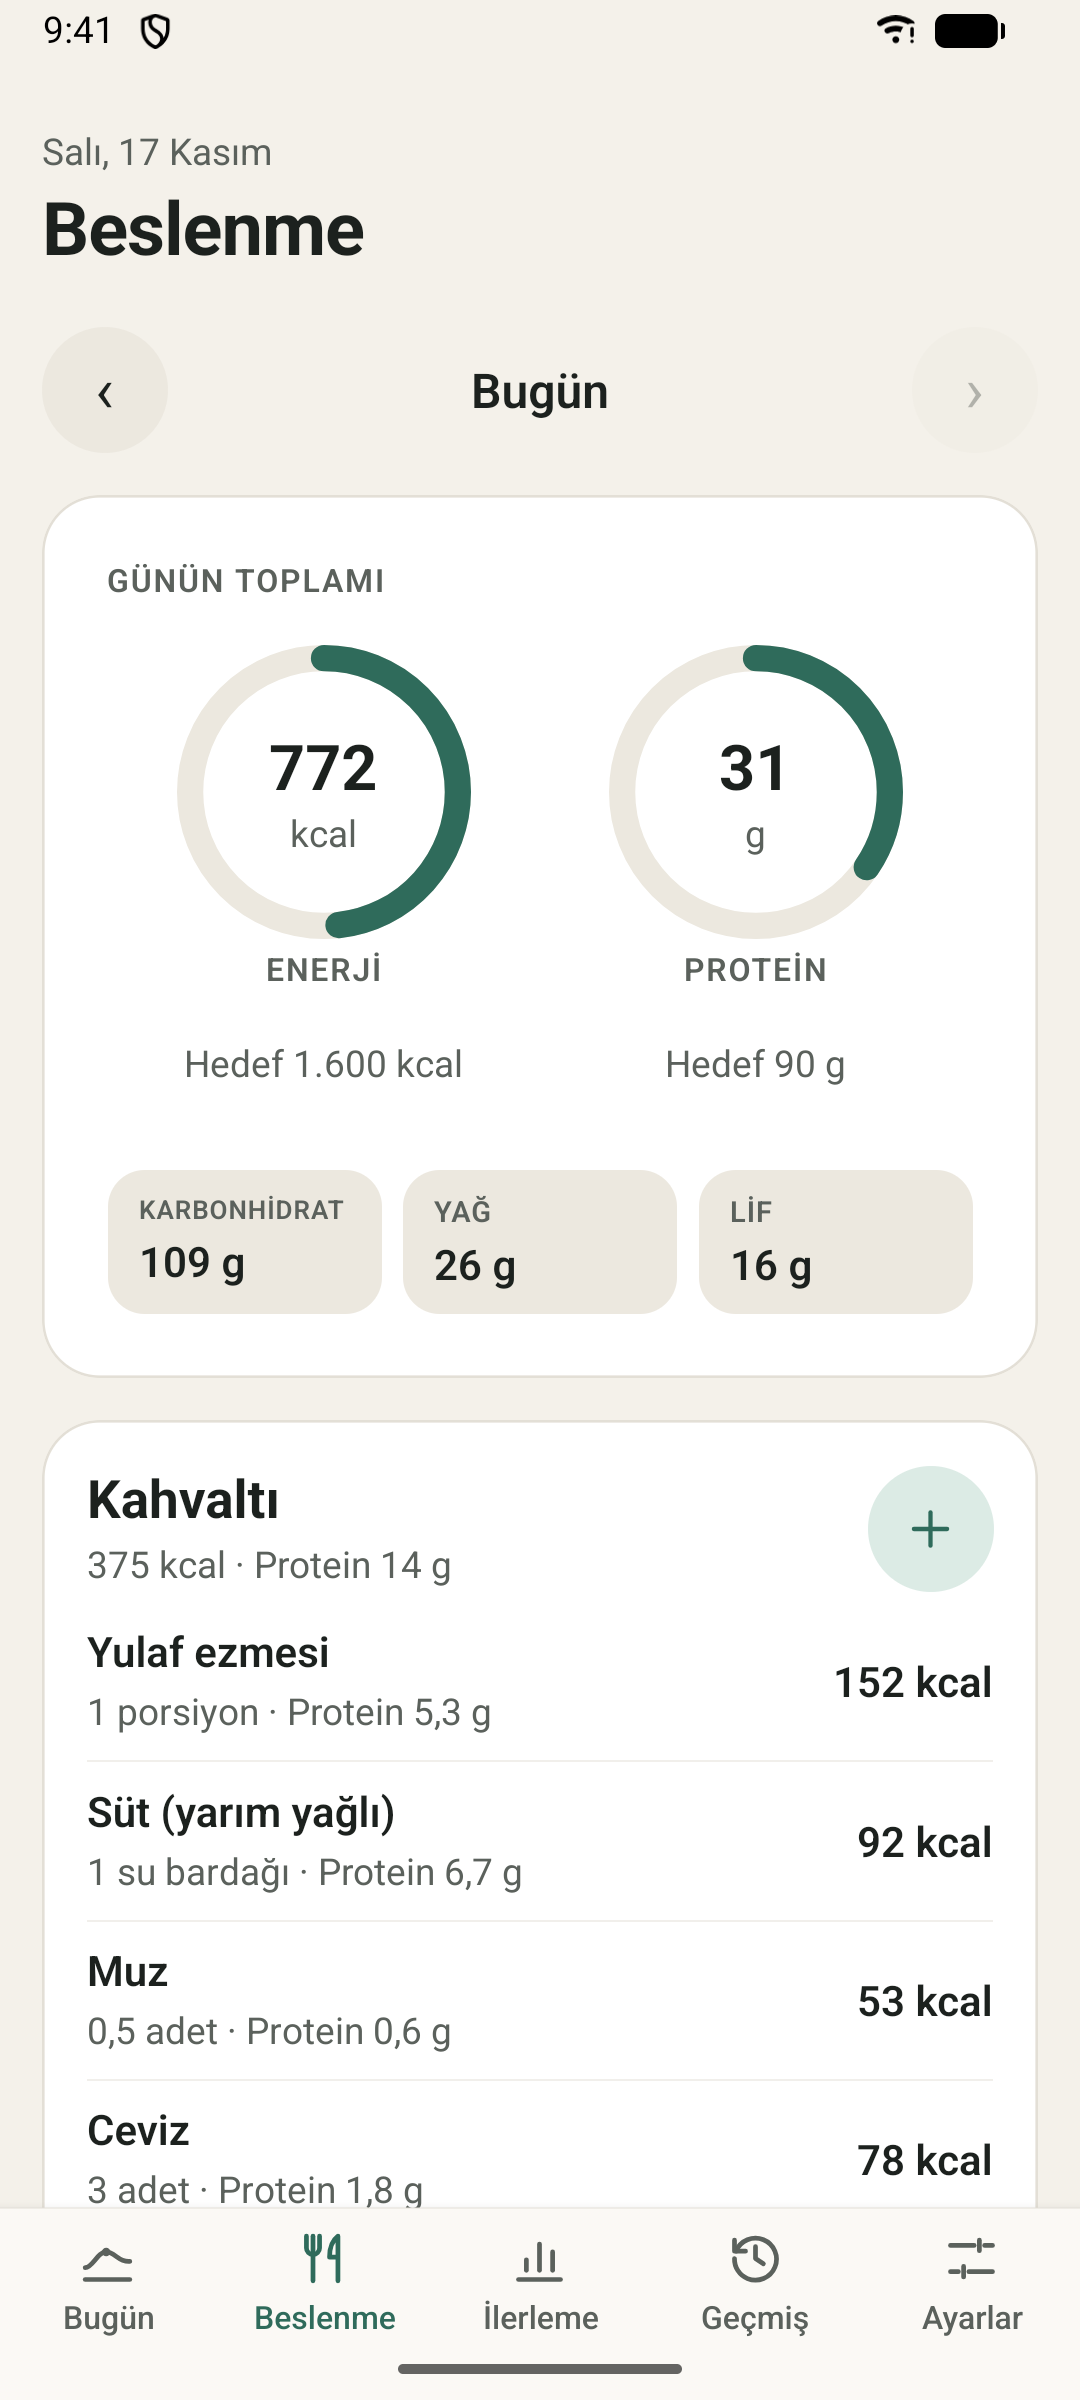 9:41
Salı, 17 Kasım
Beslenme
‹ Bugün ›
GÜNÜN TOPLAMI
772 31
kcal g
ENERJİ PROTEİN
Hedef 1.600 kcal Hedef 90 g
KARBONHİDRAT YAĞ LİF
109 g 26 g 16 g
Kahvaltı
375 kcal · Protein 14 g
Yulaf ezmesi
152 kcal
1 porsiyon · Protein 5,3 g
Süt (yarım yağlı)
92 kcal
1 su bardağı · Protein 6,7 g
Muz
53 kcal
0,5 adet · Protein 0,6 g
Ceviz
78 kcal
3 adet · Protein 1,8 g
Bugün Beslenme İlerleme Geçmiş Ayarlar